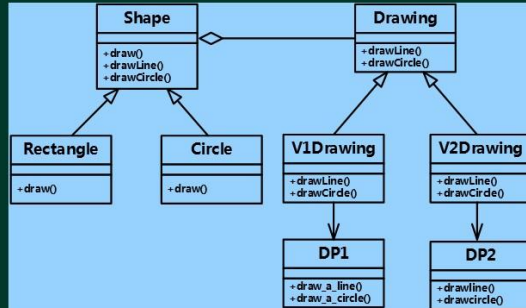 Shape
+draw()
+drawLine()
+drawCircle()
Drawing
+drawLine()
+drawCircle()
Rectangle
+draw()
Circle
+draw()
V1Drawing
+drawLine()
+drawCircle()
V2Drawing
+drawLine()
+drawCircle()
DP1
+draw_a_line()
+draw_a_circle()
DP2
+drawline()
+drawcircle()